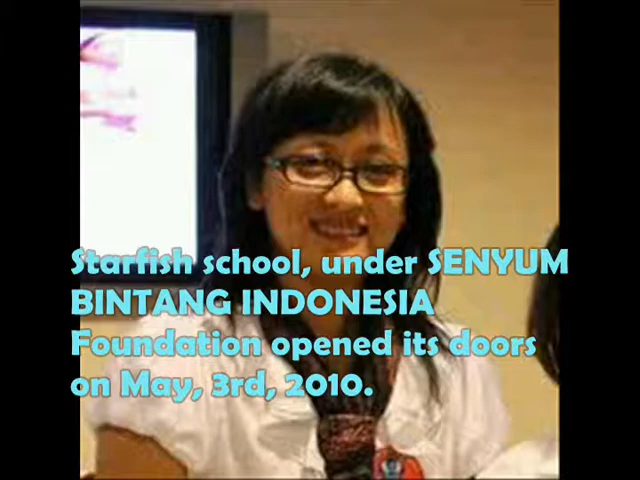 Starfish school, under SENYUM
BINTANG INDONESIA
Foundation opened its doors
on May, 3rd, 2010.